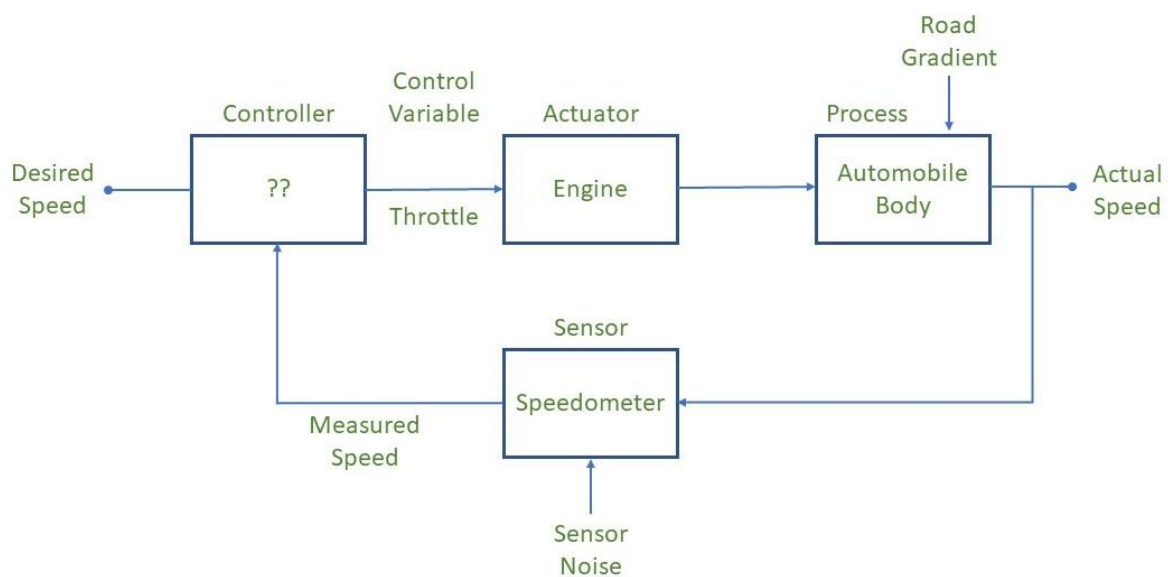 Road
Gradient
Control
Variable
Controller
Actuator
Process
Desired
Speed
??
Throttle
Engine
Automobile
Body
Actual
Speed
Sensor
Speedometer
Measured
Speed
Sensor
Noise